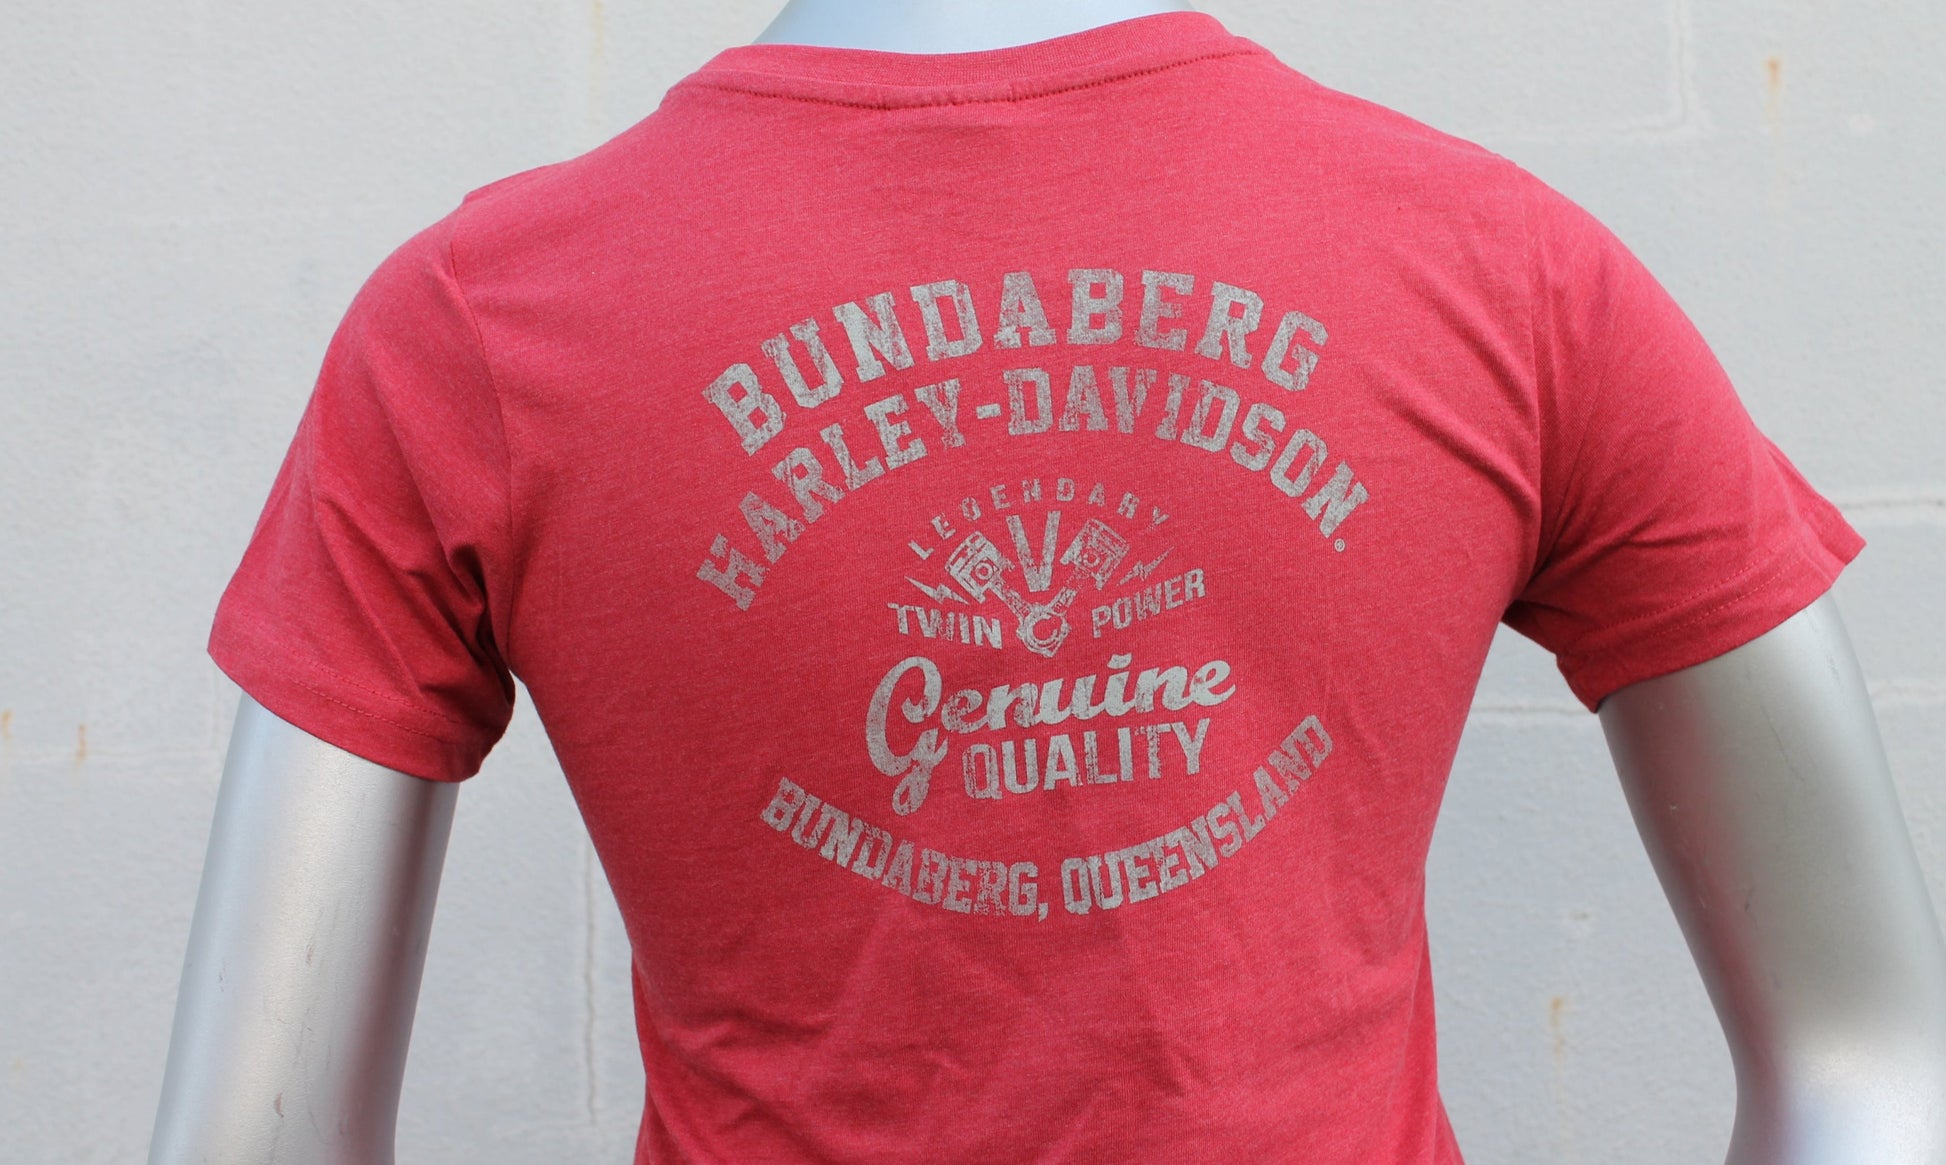 BUNDABERG
HARLEY-DAVIDSON®
LEGENDARY
V
TWIN POWER
Genuine
QUALITY
BUNDABERG, QUEENSLAND